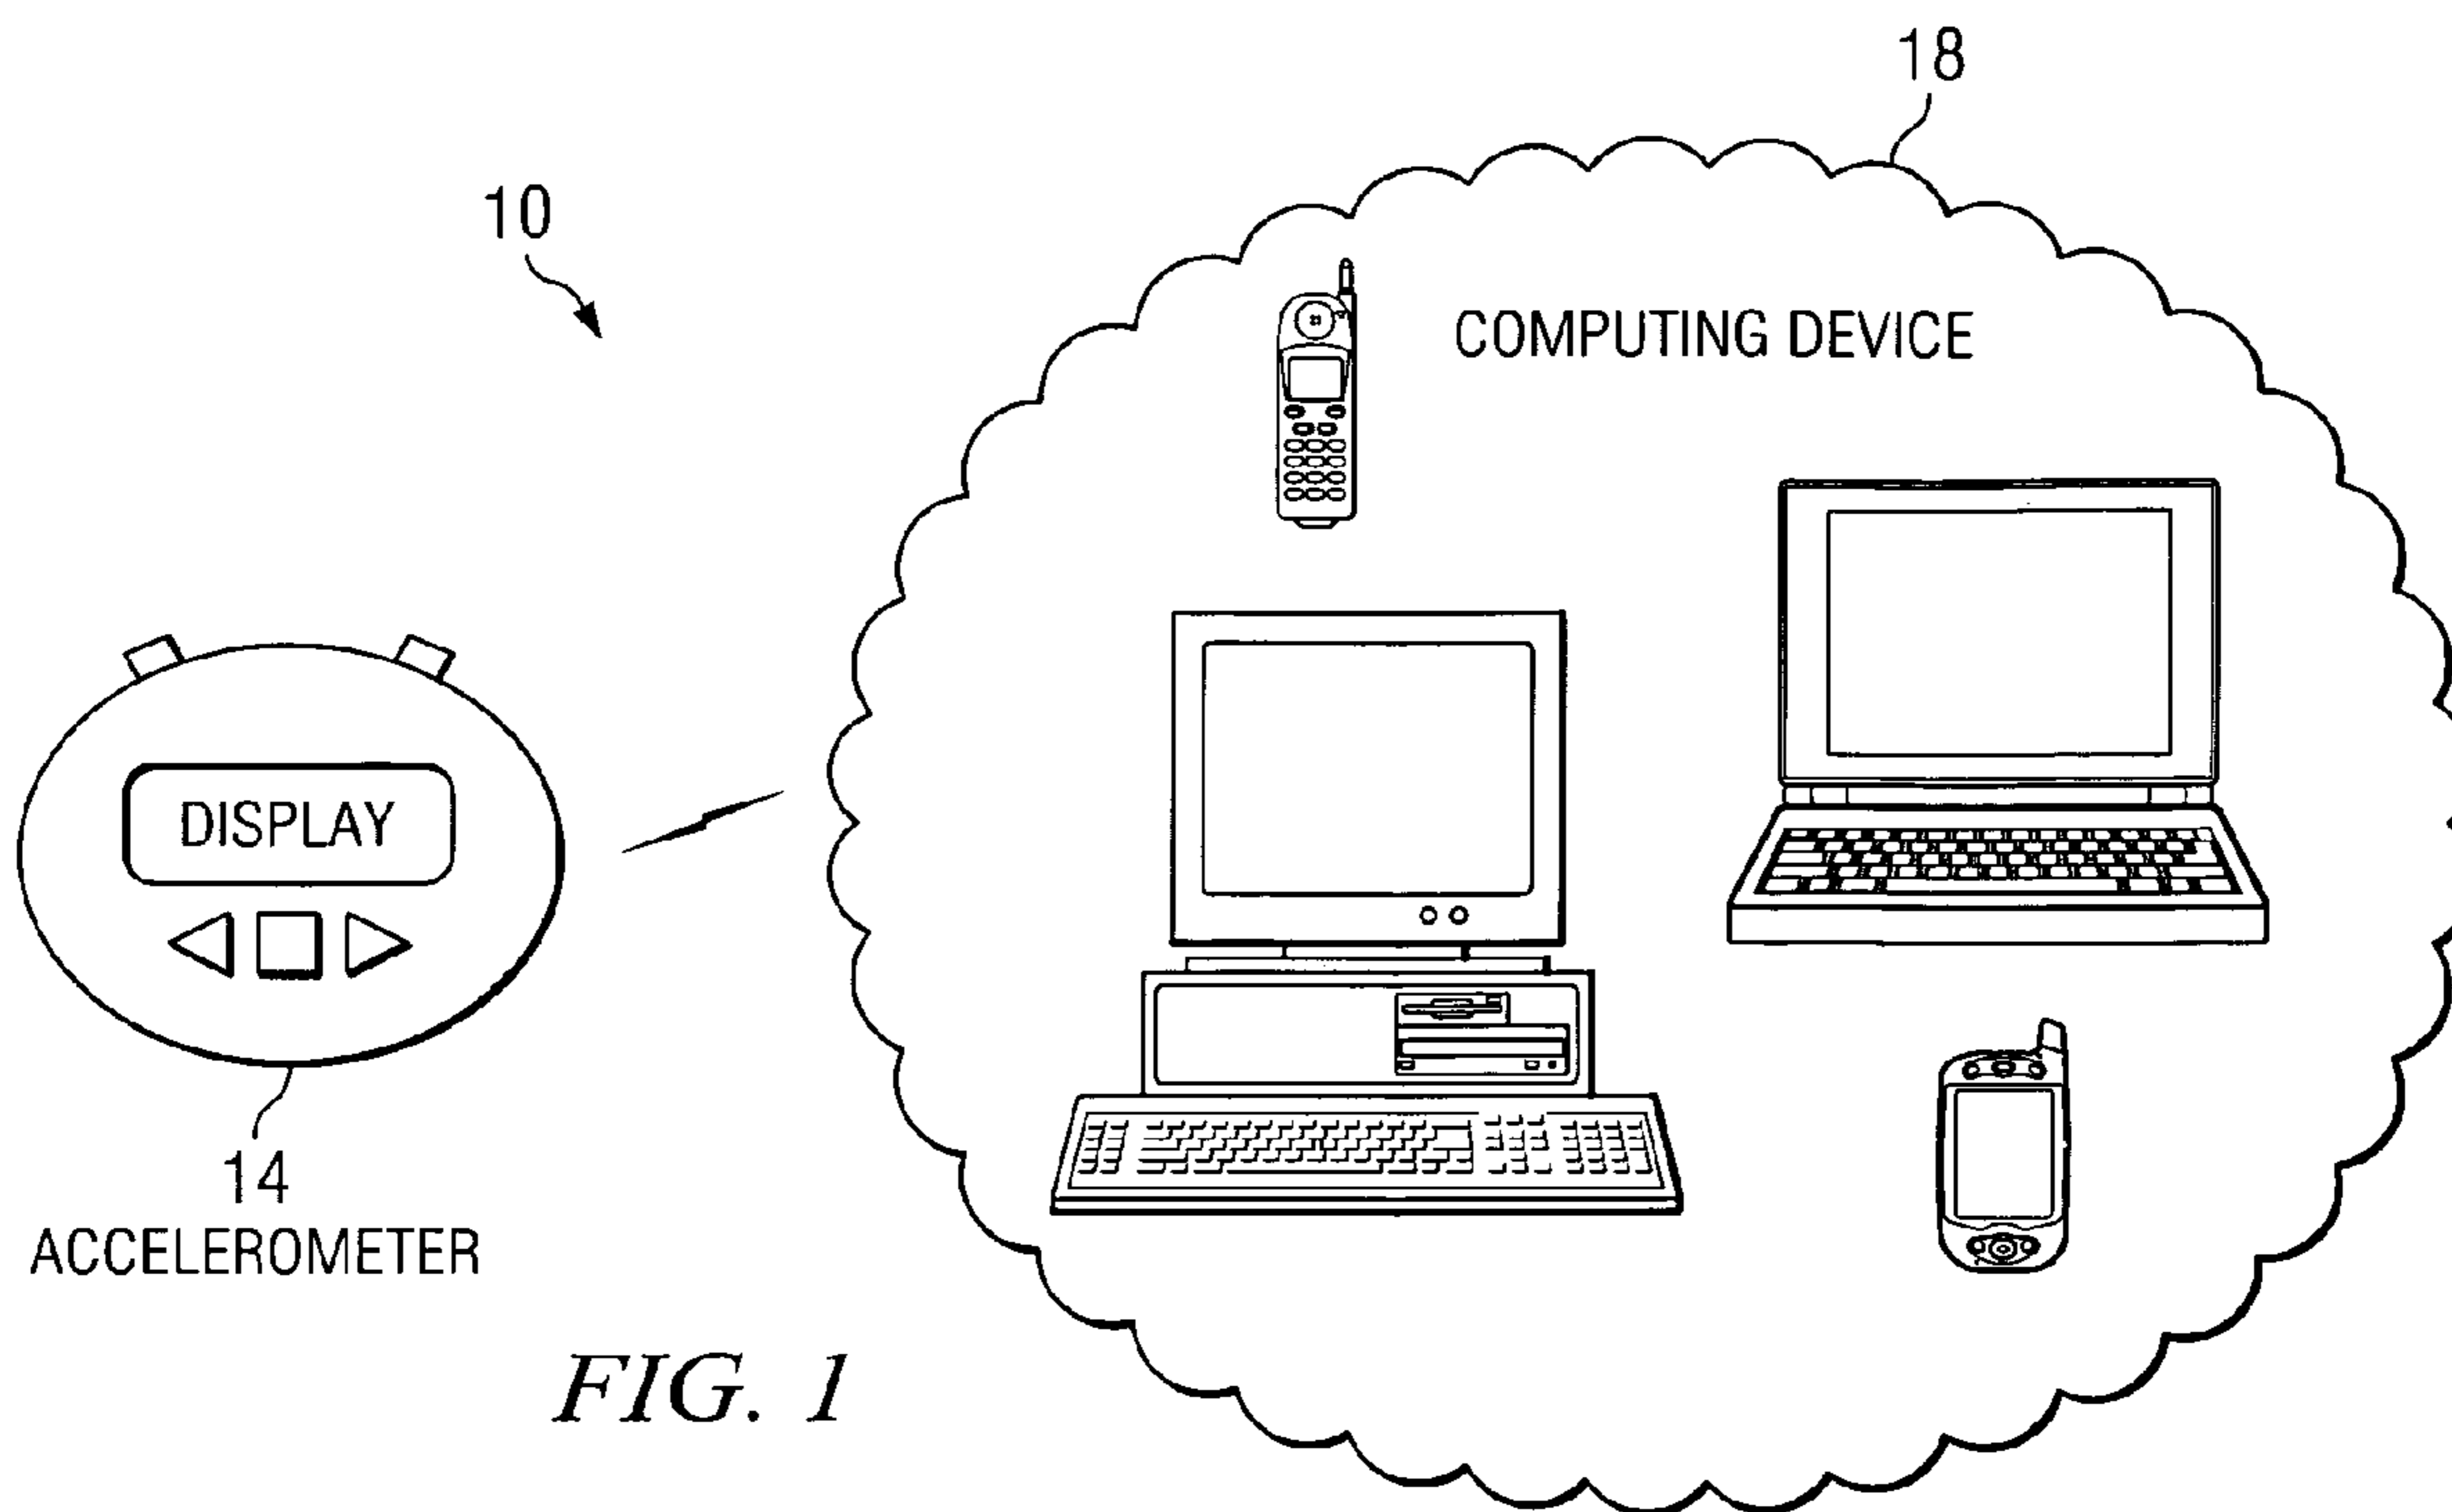 18
10
COMPUTING DEVICE
DISPLAY
14
ACCELEROMETER
FIG. 1